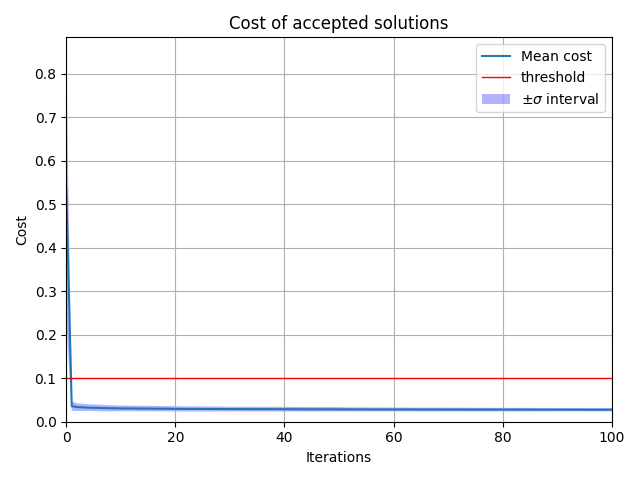 Cost of accepted solutions
Mean cost
threshold
±σ interval
Cost
0.8
0.7
0.6
0.5
0.4
0.3
0.2
0.1
0.0
0 20 40 60 80 100
Iterations